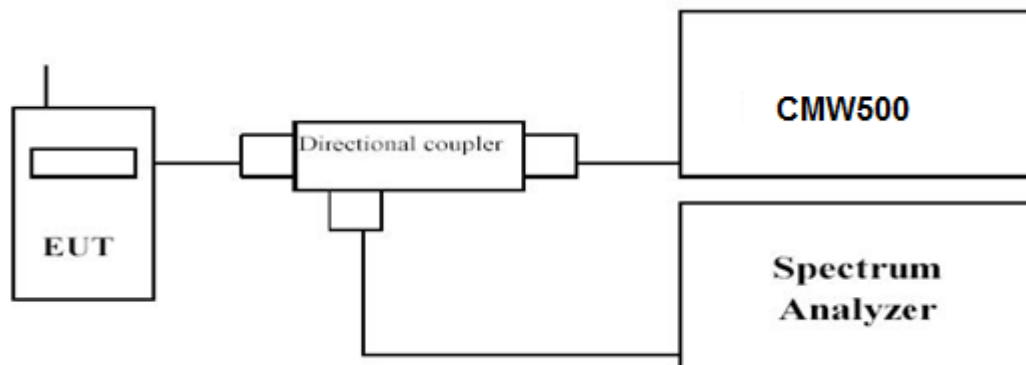 CMW500
Directional coupler
EUT
Spectrum
Analyzer